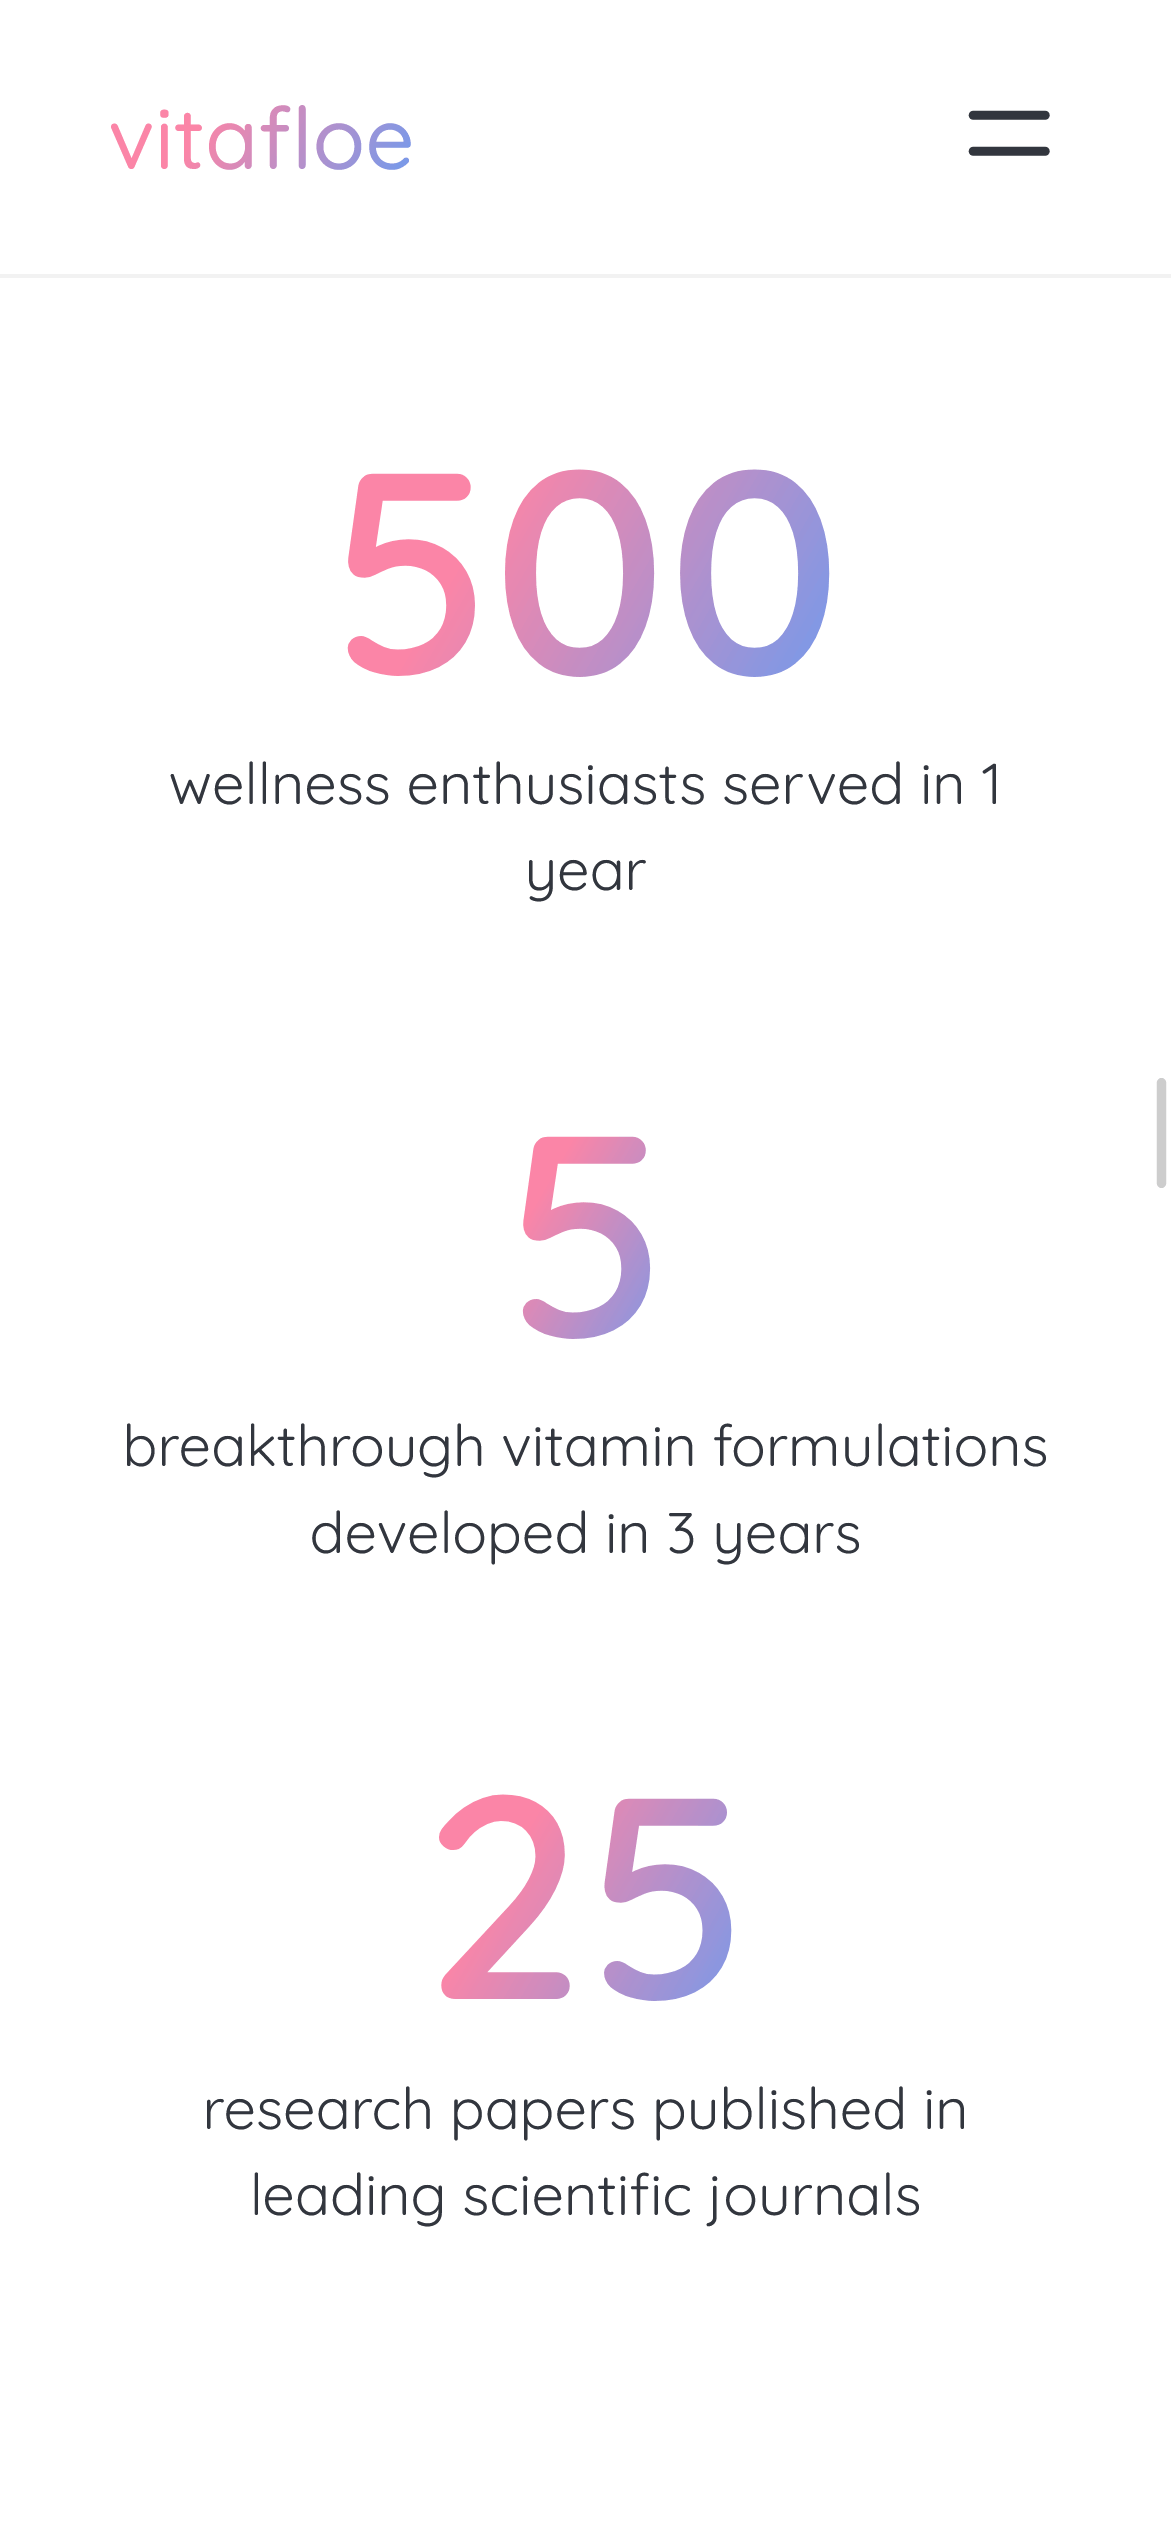 vitafloe
500
wellness enthusiasts served in 1
year
5
breakthrough vitamin formulations
developed in 3 years
25
research papers published in
leading scientific journals